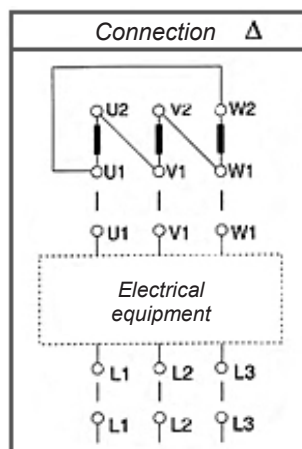 Connection Δ
U2 V2 W2
U1 V1 W1
U1 V1 W1
Electrical
equipment
L1 L2 L3
L1 L2 L3